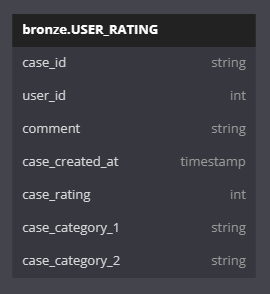 bronze.USER_RATING
case_id string
user_id int
comment string
case_created_at timestamp
case_rating int
case_category_1 string
case_category_2 string